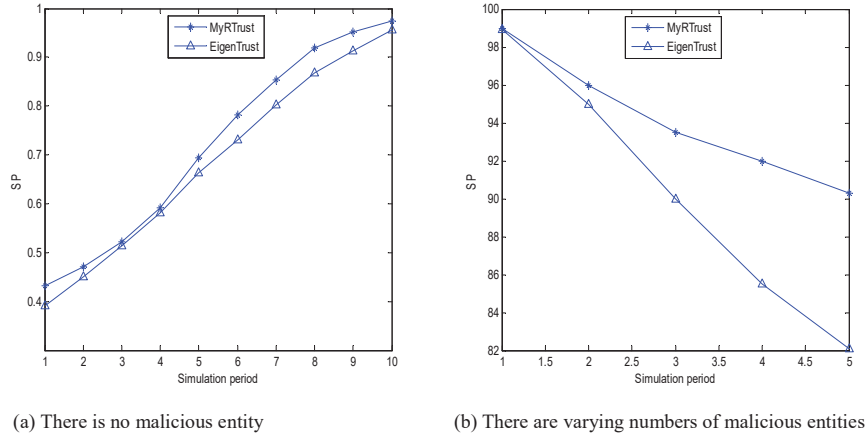 1
0.9
0.8
0.7
0.6
0.5
0.4
SP
MyRTrust
EigenTrust
1 2 3 4 5 6 7 8 9 10
Simulation period
(a) There is no malicious entity
100
98
96
94
92
90
88
86
84
82
SP
MyRTrust
EigenTrust
1 1.5 2 2.5 3 3.5 4 4.5 5
Simulation period
(b) There are varying numbers of malicious entities